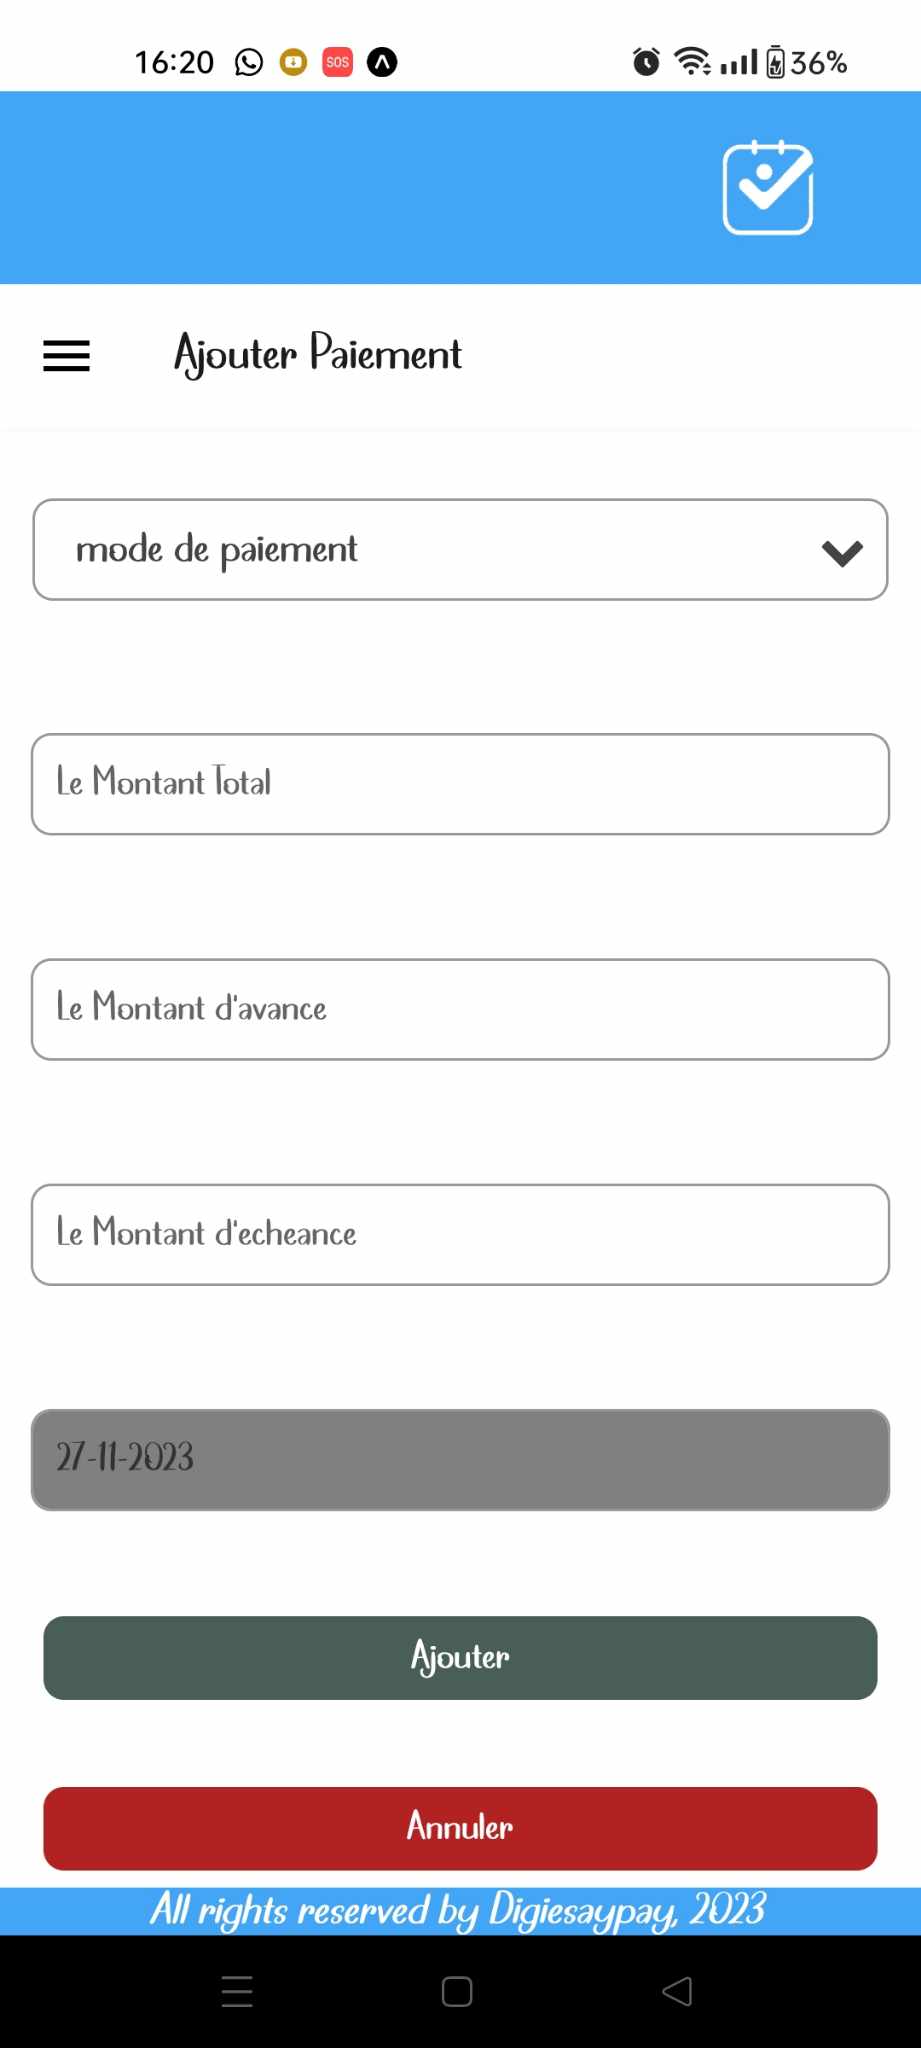 16:20 SOS 36%
Ajouter Paiement
mode de paiement
Le Montant Total
Le Montant d'avance
Le Montant d'echeance
27-11-2023
Ajouter
Annuler
All rights reserved by Digiesaypay, 2023